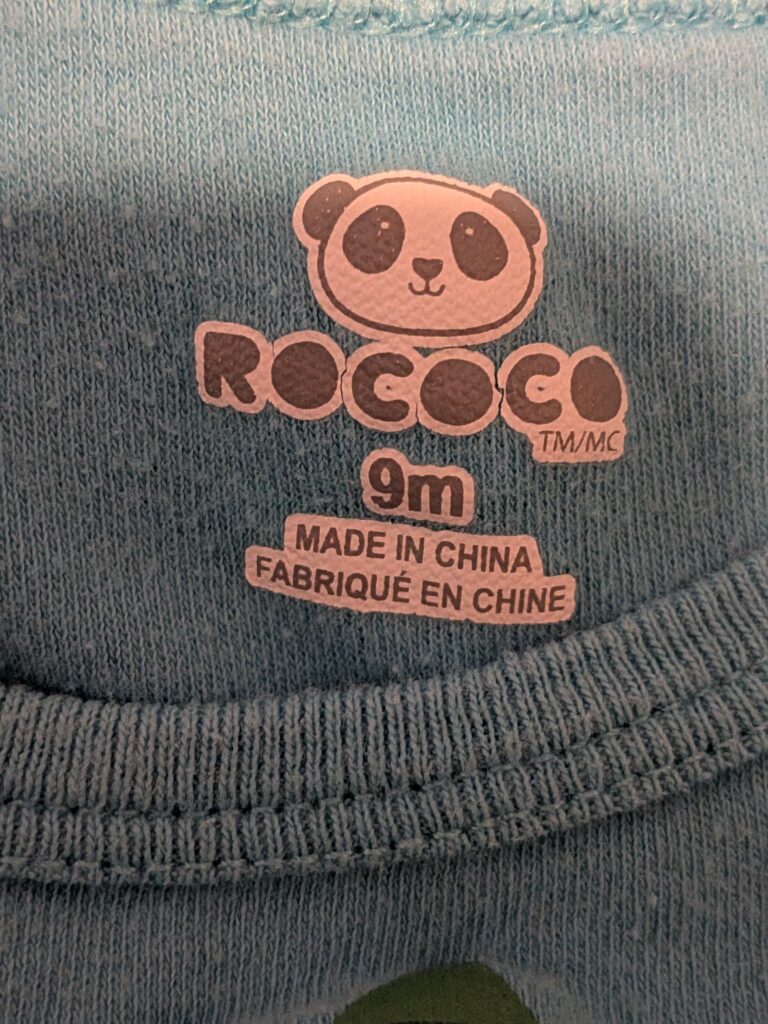 ROCOCO
TM/MC
9m
MADE IN CHINA
FABRIQUÉ EN CHINE